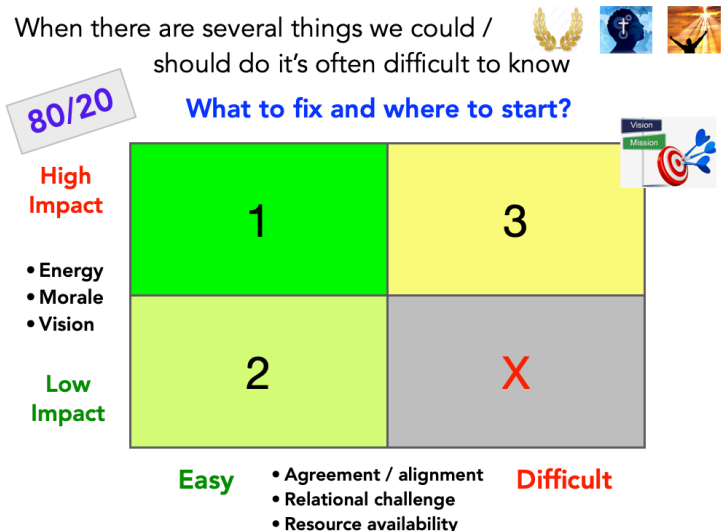 When there are several things we could /
should do it's often difficult to know
80/20
What to fix and where to start?
Vision
Mission
High
Impact
1
3
• Energy
• Morale
• Vision
Low
Impact
2
X
Easy
• Agreement / alignment
• Relational challenge
• Resource availability
Difficult